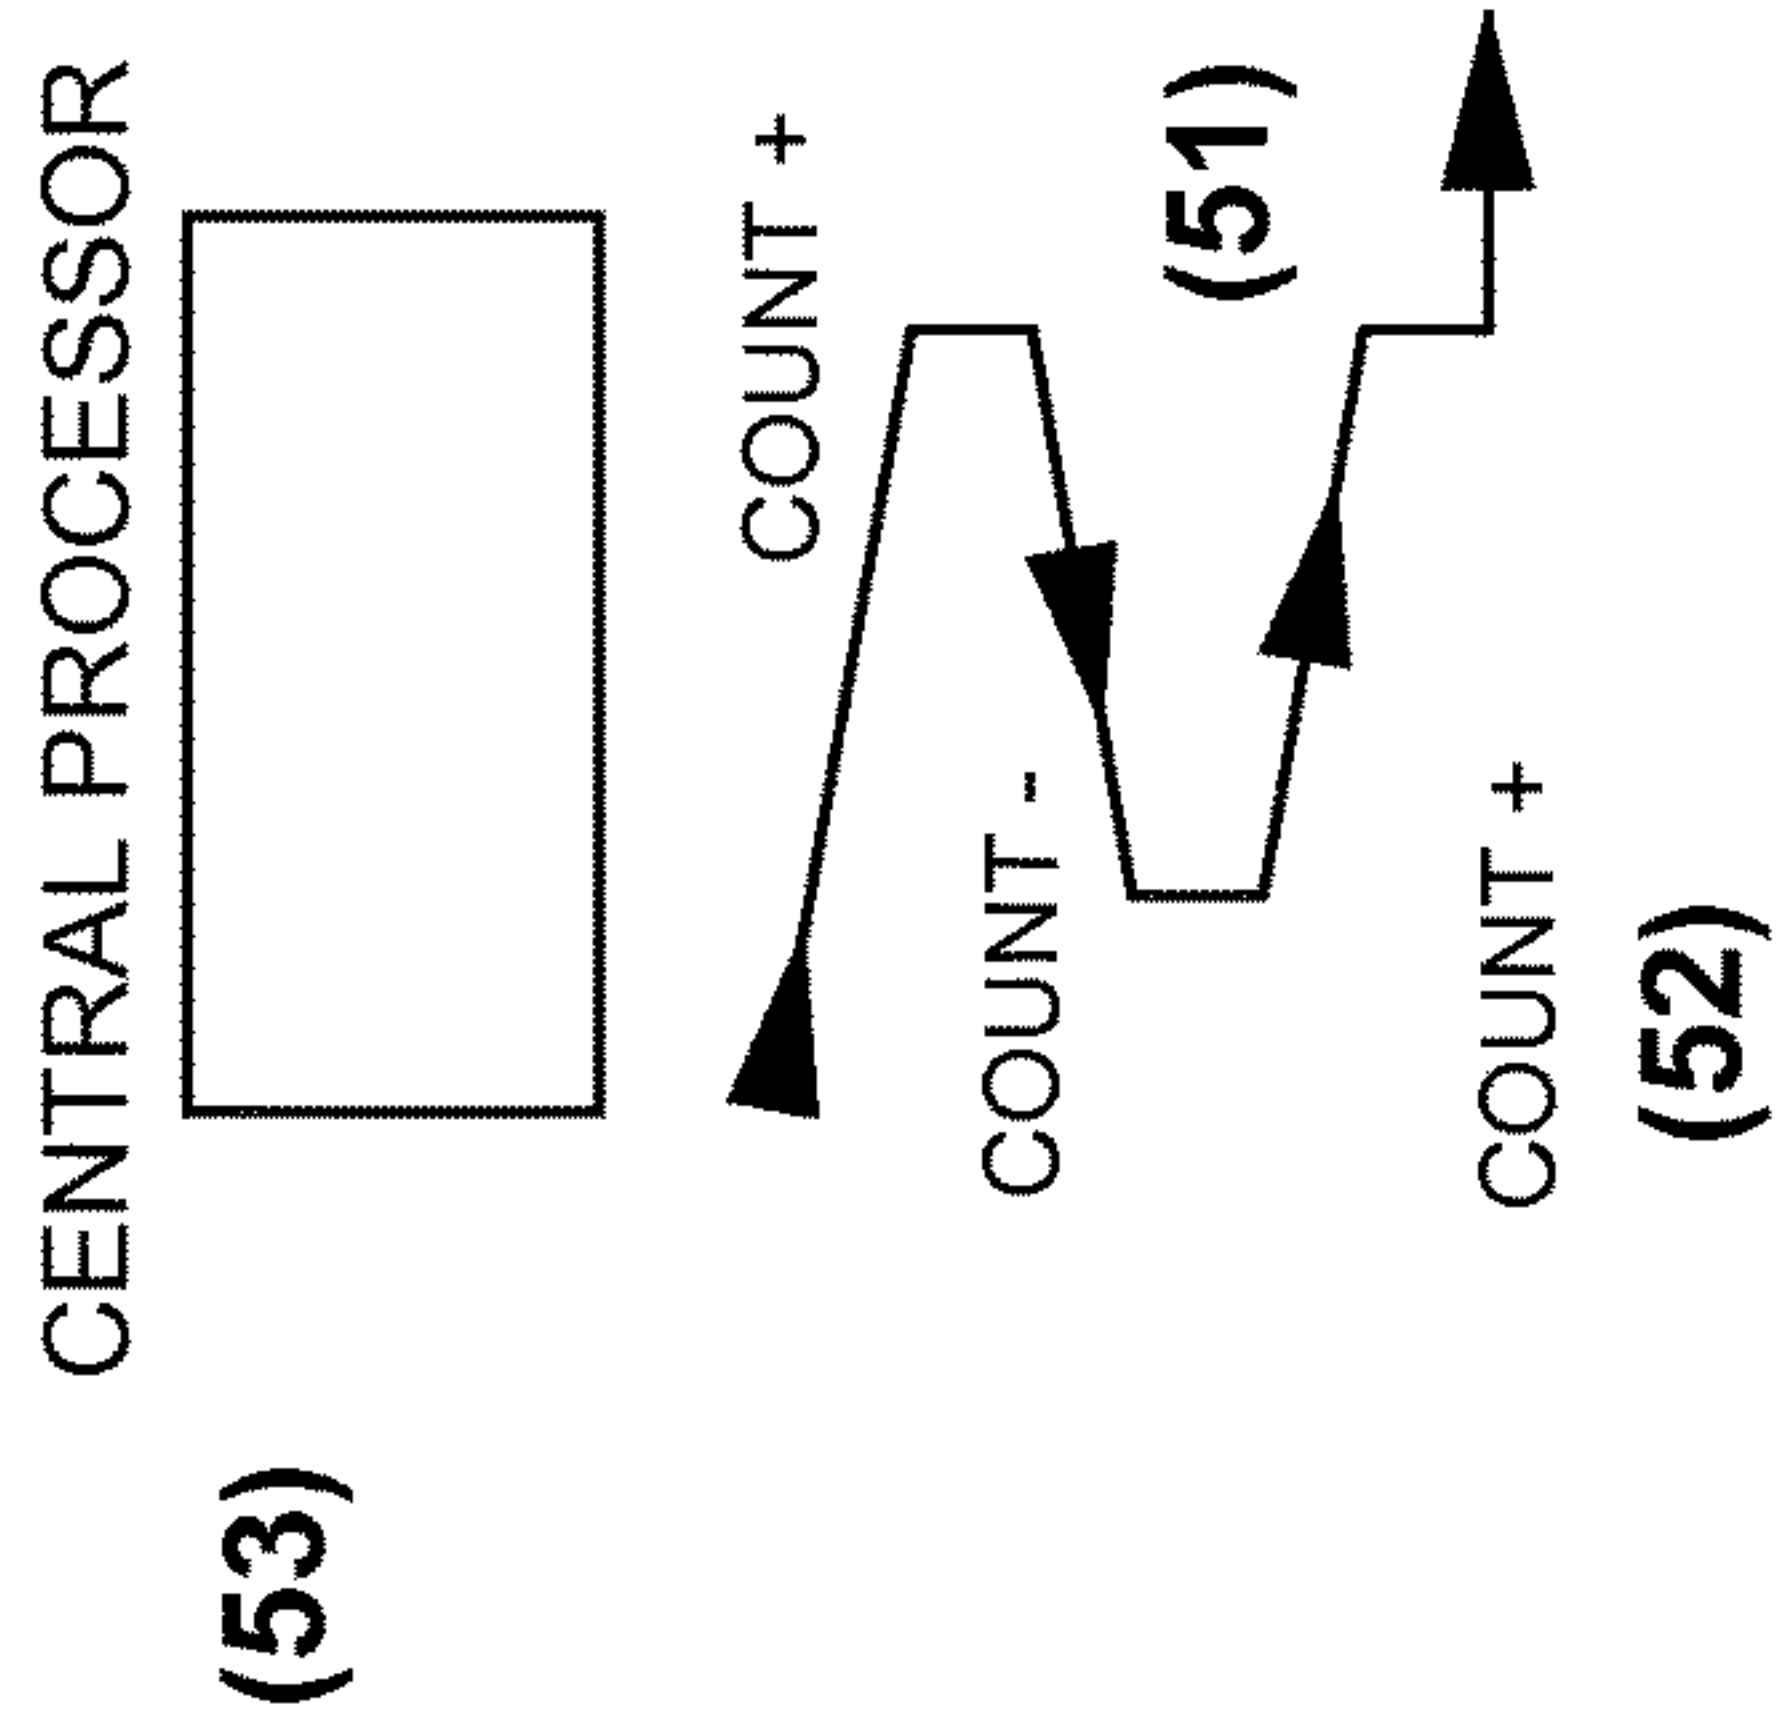 CENTRAL PROCESSOR
(53)
COUNT +
COUNT -
(51)
COUNT +
(52)